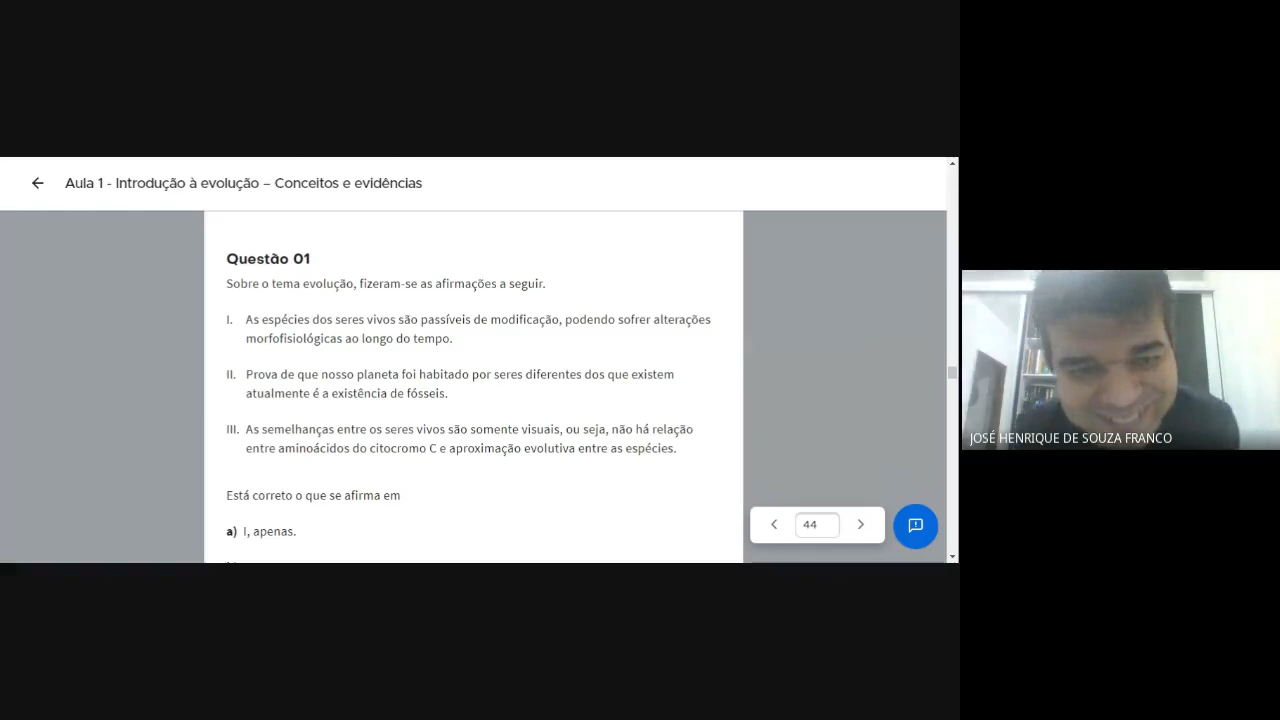 Aula 1 - Introdução à evolução – Conceitos e evidências
Questão 01
Sobre o tema evolução, fizeram-se as afirmações a seguir.
I. As espécies dos seres vivos são passíveis de modificação, podendo sofrer alterações
morfofisiológicas ao longo do tempo.
II. Prova de que nosso planeta foi habitado por seres diferentes dos que existem
atualmente é a existência de fósseis.
III. As semelhanças entre os seres vivos são somente visuais, ou seja, não há relação
entre aminoácidos do citocromo C e aproximação evolutiva entre as espécies.
Está correto o que se afirma em
a) I, apenas.
44
JOSÉ HENRIQUE DE SOUZA FRANCO